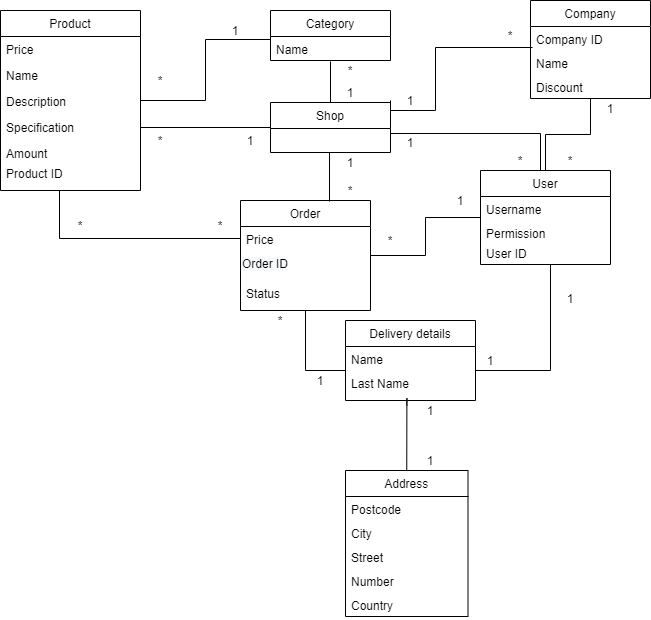 Product
Price
Name
Description
Specification
Amount
Product ID
Category
Name
Company
Company ID
Name
Discount
Shop
User
Username
Permission
User ID
Order
Price
Order ID
Status
Delivery details
Name
Last Name
Address
Postcode
City
Street
Number
Country
1
*
*
1
*
1
*
1
1
*
1
*
1
*
*
*
1
*
*
1
1
1
1
1